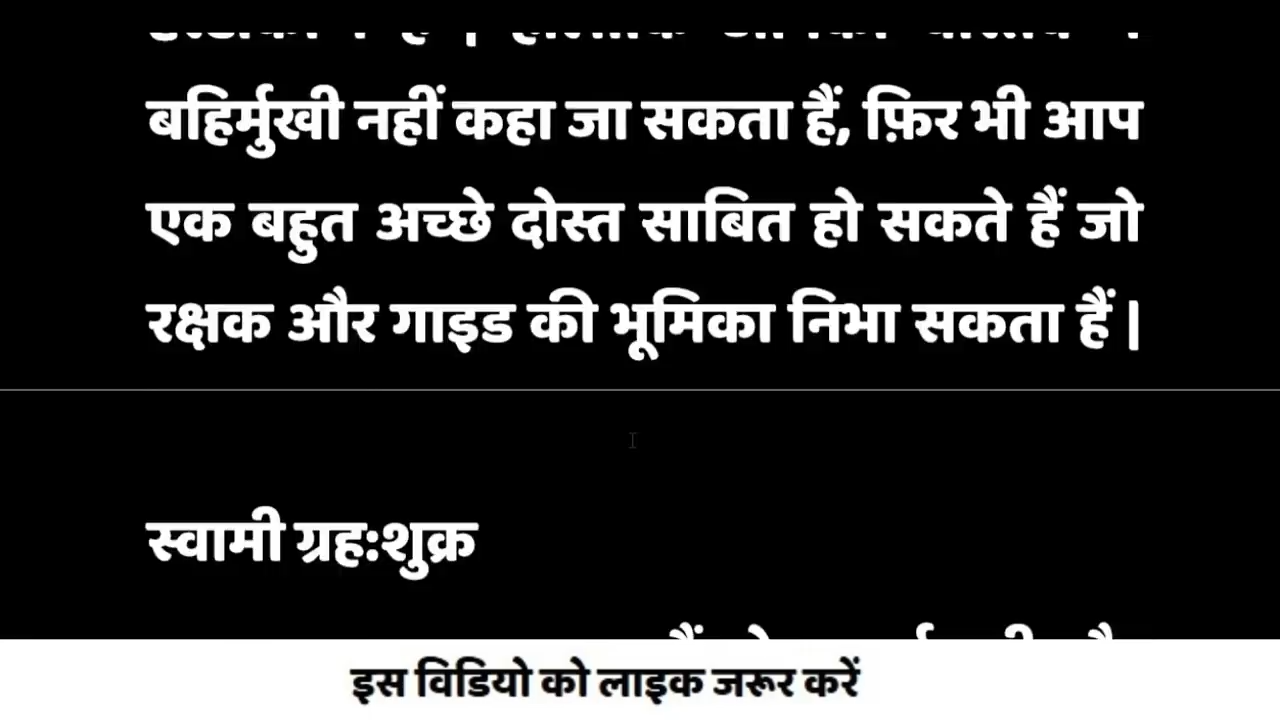 बहिर्मुखी नहीं कहा जा सकता हैं, फ़िर भी आप
एक बहुत अच्छे दोस्त साबित हो सकते हैं जो
रक्षक और गाइड की भूमिका निभा सकता हैं |
स्वामी ग्रह:शुक्र
इस विडियो को लाइक जरूर करें